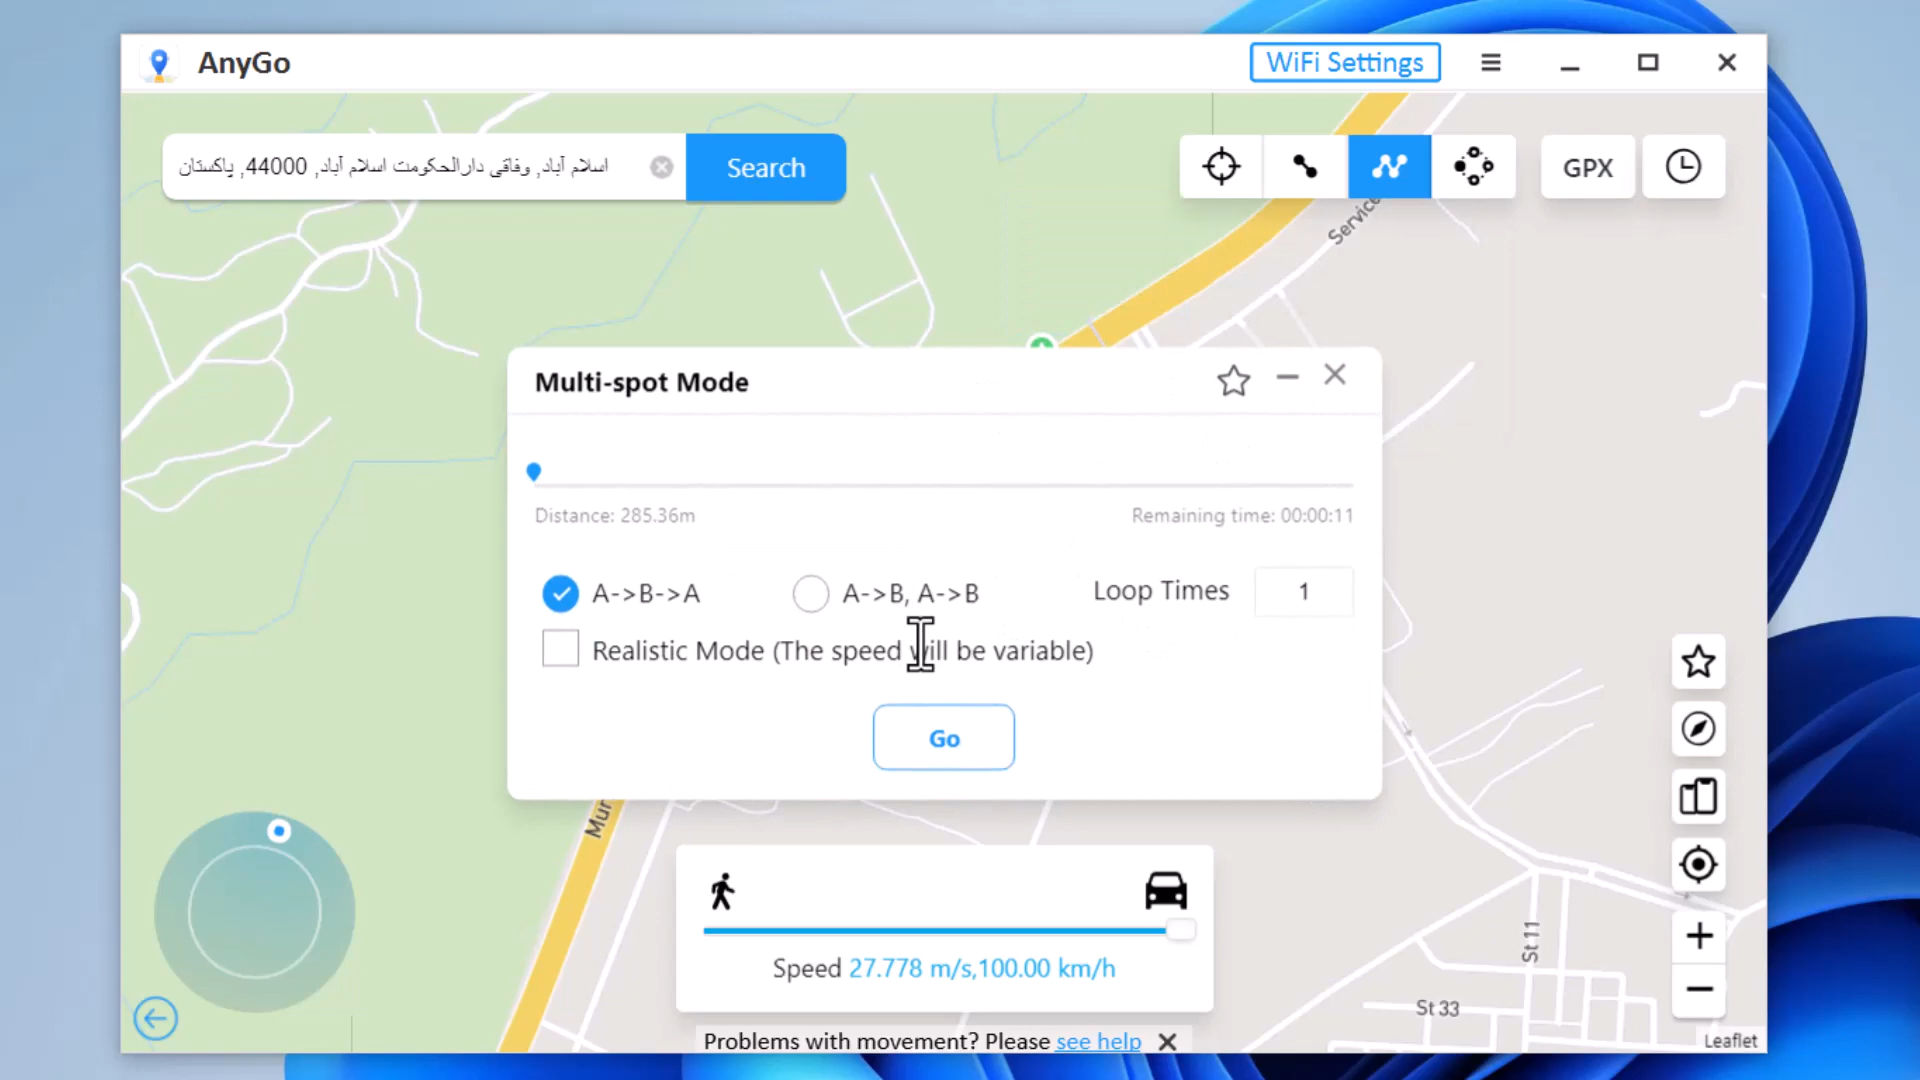 AnyGo
WiFi Settings
اسلام آباد, وفاقی دارالحکومت اسلام آباد, 44000, پاکستان
Search
GPX
Service
Multi-spot Mode
Distance: 285.36m
Remaining time: 00:00:11
A->B->A
A->B, A->B
Loop Times
1
Realistic Mode (The speed will be variable)
Go
Mur
Speed 27.778 m/s,100.00 km/h
St 11
St 33
Problems with movement? Please see help
Leaflet